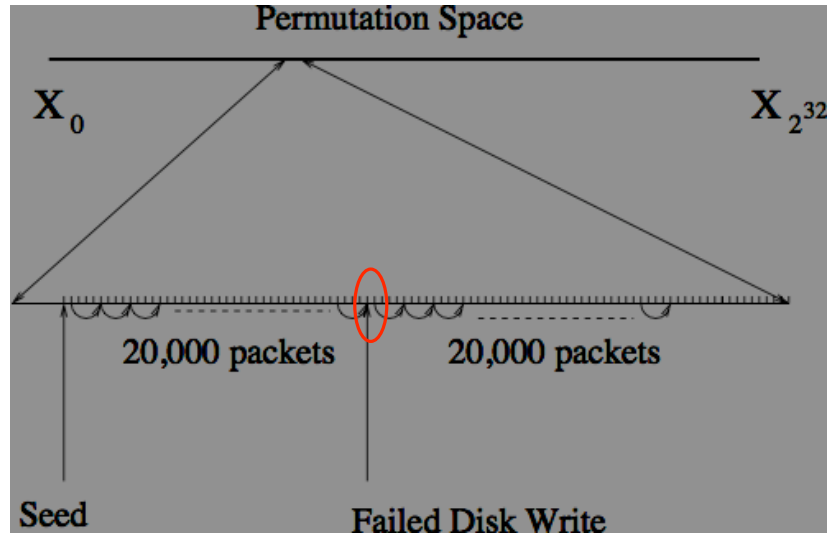 Permutation Space
X₀ X₂³²
20,000 packets 20,000 packets
Seed Failed Disk Write